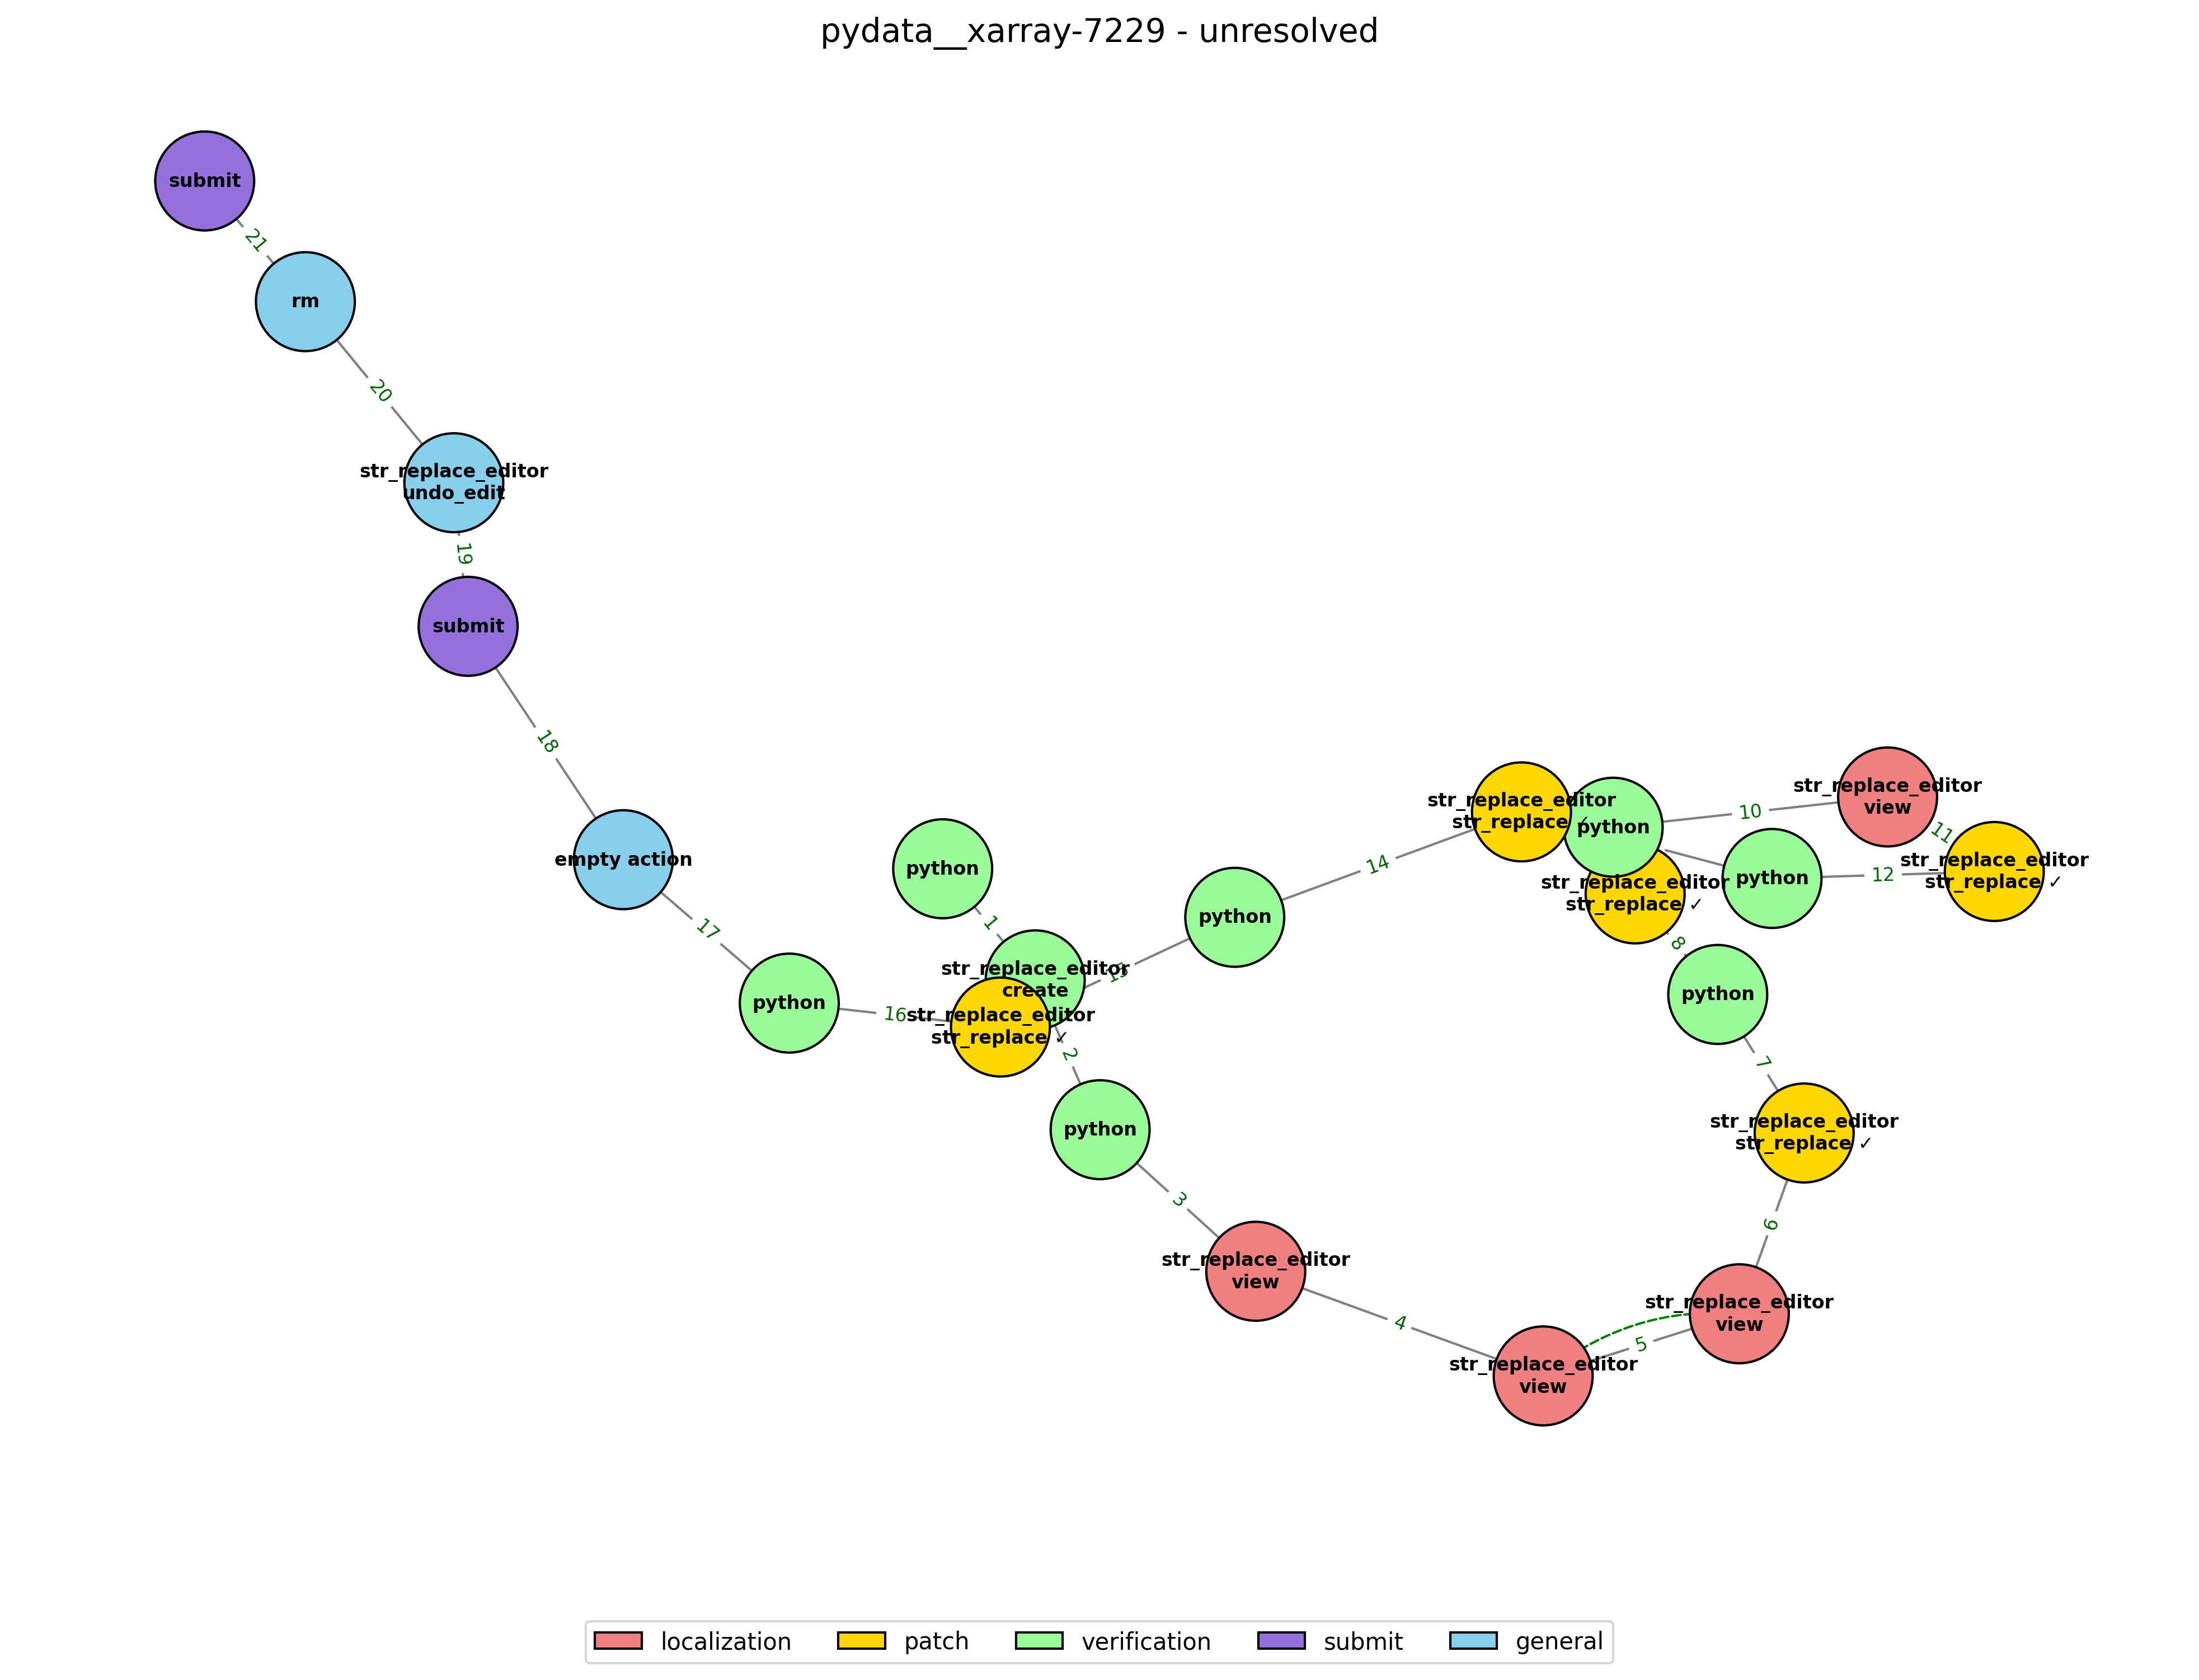 pydata__xarray-7229 - unresolved
submit
21
rm
20
str_replace_editor
undo_edit
19
submit
18
empty action
17
python
16
python
1
str_replace_editor
create
str_replace_editor
str_replace ✓
15
2
python
14
str_replace_editor
str_replace ✓
python
10
str_replace_editor
view
11
str_replace_editor
str_replace ✓
12
python
str_replace_editor
str_replace ✓
8
python
7
str_replace_editor
str_replace ✓
6
python
3
str_replace_editor
view
4
str_replace_editor
view
5
str_replace_editor
view
localization
patch
verification
submit
general